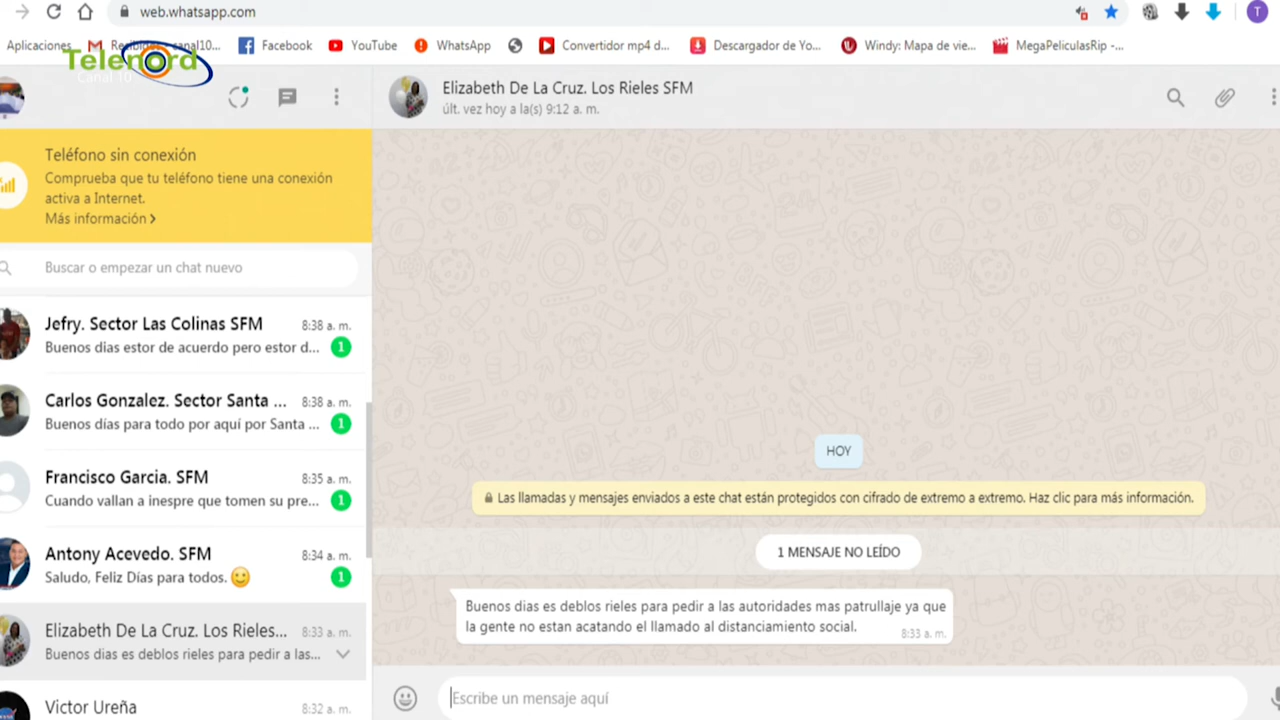 web.whatsapp.com
Aplicaciones
Recibidos - canal10...
Facebook
YouTube
WhatsApp
Convertidor mp4 d...
Descargador de Yo...
Windy: Mapa de vie...
MegaPeliculasRip -...
T
Telenord
Canal 10
Elizabeth De La Cruz. Los Rieles SFM
últ. vez hoy a la(s) 9:12 a. m.
Teléfono sin conexión
Comprueba que tu teléfono tiene una conexión
activa a Internet.
Más información
Buscar o empezar un chat nuevo
Jefry. Sector Las Colinas SFM 8:38 a. m.
Buenos dias estor de acuerdo pero estor d... 1
Carlos Gonzalez. Sector Santa ... 8:38 a. m.
Buenos días para todo por aquí por Santa ... 1
Francisco Garcia. SFM 8:35 a. m.
Cuando vallan a inespre que tomen su pre... 1
Antony Acevedo. SFM 8:34 a. m.
Saludo, Feliz Días para todos. 1
Elizabeth De La Cruz. Los Rieles... 8:33 a. m.
Buenos dias es deblos rieles para pedir a las...
Victor Ureña 8:32 a. m.
HOY
Las llamadas y mensajes enviados a este chat están protegidos con cifrado de extremo a extremo. Haz clic para más información.
1 MENSAJE NO LEÍDO
Buenos dias es deblos rieles para pedir a las autoridades mas patrullaje ya que
la gente no estan acatando el llamado al distanciamiento social.
8:33 a. m.
Escribe un mensaje aquí